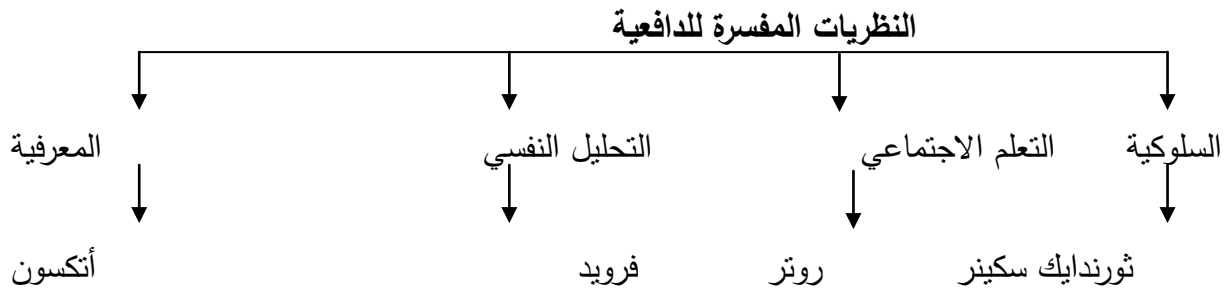 النظريات المفسرة للدافعية
السلوكية التعلم الاجتماعي التحليل النفسي المعرفية
ثورندايك سكينر روتر فرويد أتكسون